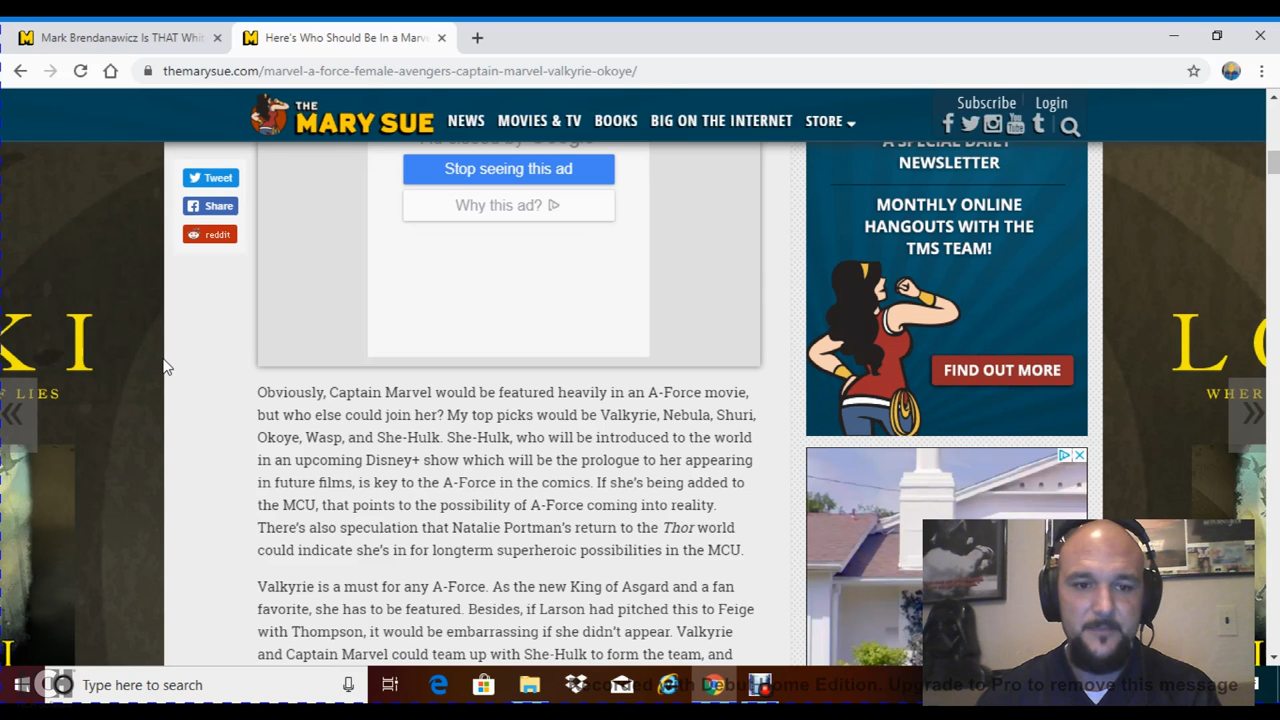 Mark Brendanawicz Is THAT Whit
Here's Who Should Be In a Marve
themarysue.com/marvel-a-force-female-avengers-captain-marvel-valkyrie-okoye/
THE MARY SUE
NEWS MOVIES & TV BOOKS BIG ON THE INTERNET STORE
Subscribe Login
Tweet
Share
reddit
Stop seeing this ad
Why this ad?
A SPECIAL DAILY
NEWSLETTER
MONTHLY ONLINE
HANGOUTS WITH THE
TMS TEAM!
FIND OUT MORE
KI
F LIES
L
WHER
Obviously, Captain Marvel would be featured heavily in an A-Force movie,
but who else could join her? My top picks would be Valkyrie, Nebula, Shuri,
Okoye, Wasp, and She-Hulk. She-Hulk, who will be introduced to the world
in an upcoming Disney+ show which will be the prologue to her appearing
in future films, is key to the A-Force in the comics. If she's being added to
the MCU, that points to the possibility of A-Force coming into reality.
There's also speculation that Natalie Portman's return to the Thor world
could indicate she's in for longterm superheroic possibilities in the MCU.
Valkyrie is a must for any A-Force. As the new King of Asgard and a fan
favorite, she has to be featured. Besides, if Larson had pitched this to Feige
with Thompson, it would be embarrassing if she didn't appear. Valkyrie
and Captain Marvel could team up with She-Hulk to form the team, and
Type here to search
Recorded with Debut Home Edition. Upgrade to Pro to remove this message